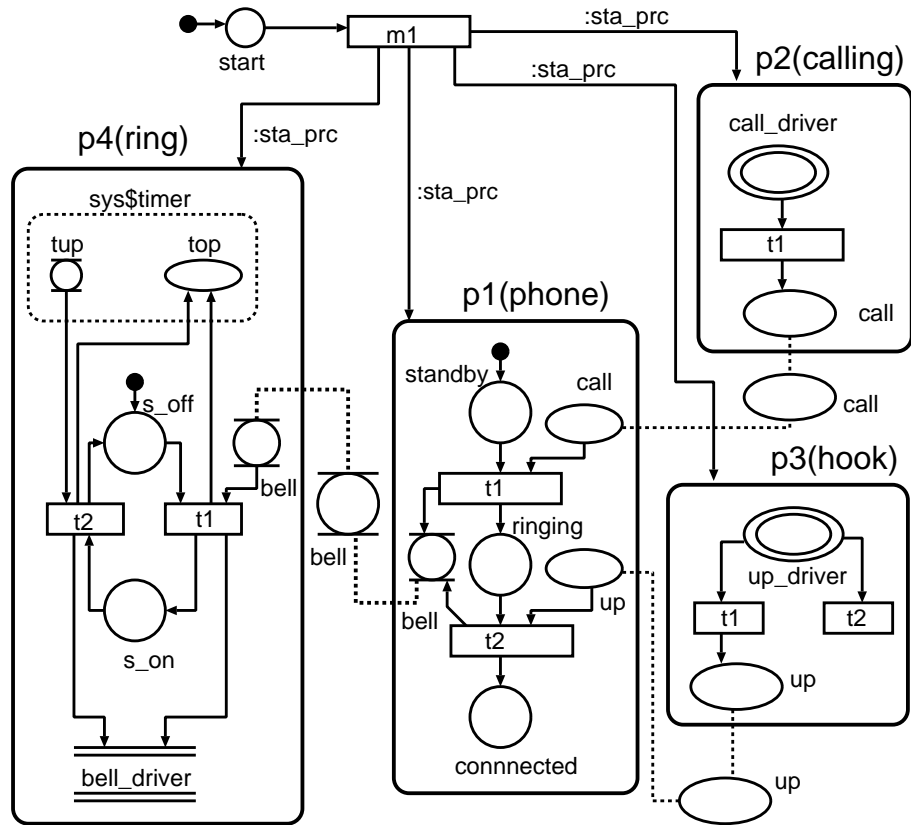 :sta_prc
m1
start
p2(calling)
:sta_prc
p4(ring)
:sta_prc
call_driver
sys$timer
:sta_prc
tup
top
t1
p1(phone)
call
standby
call
s_off
call
p3(hook)
bell
t1
t2
t1
ringing
bell
up_driver
up
bell
t1
t2
t2
s_on
up
connnected
bell_driver
up